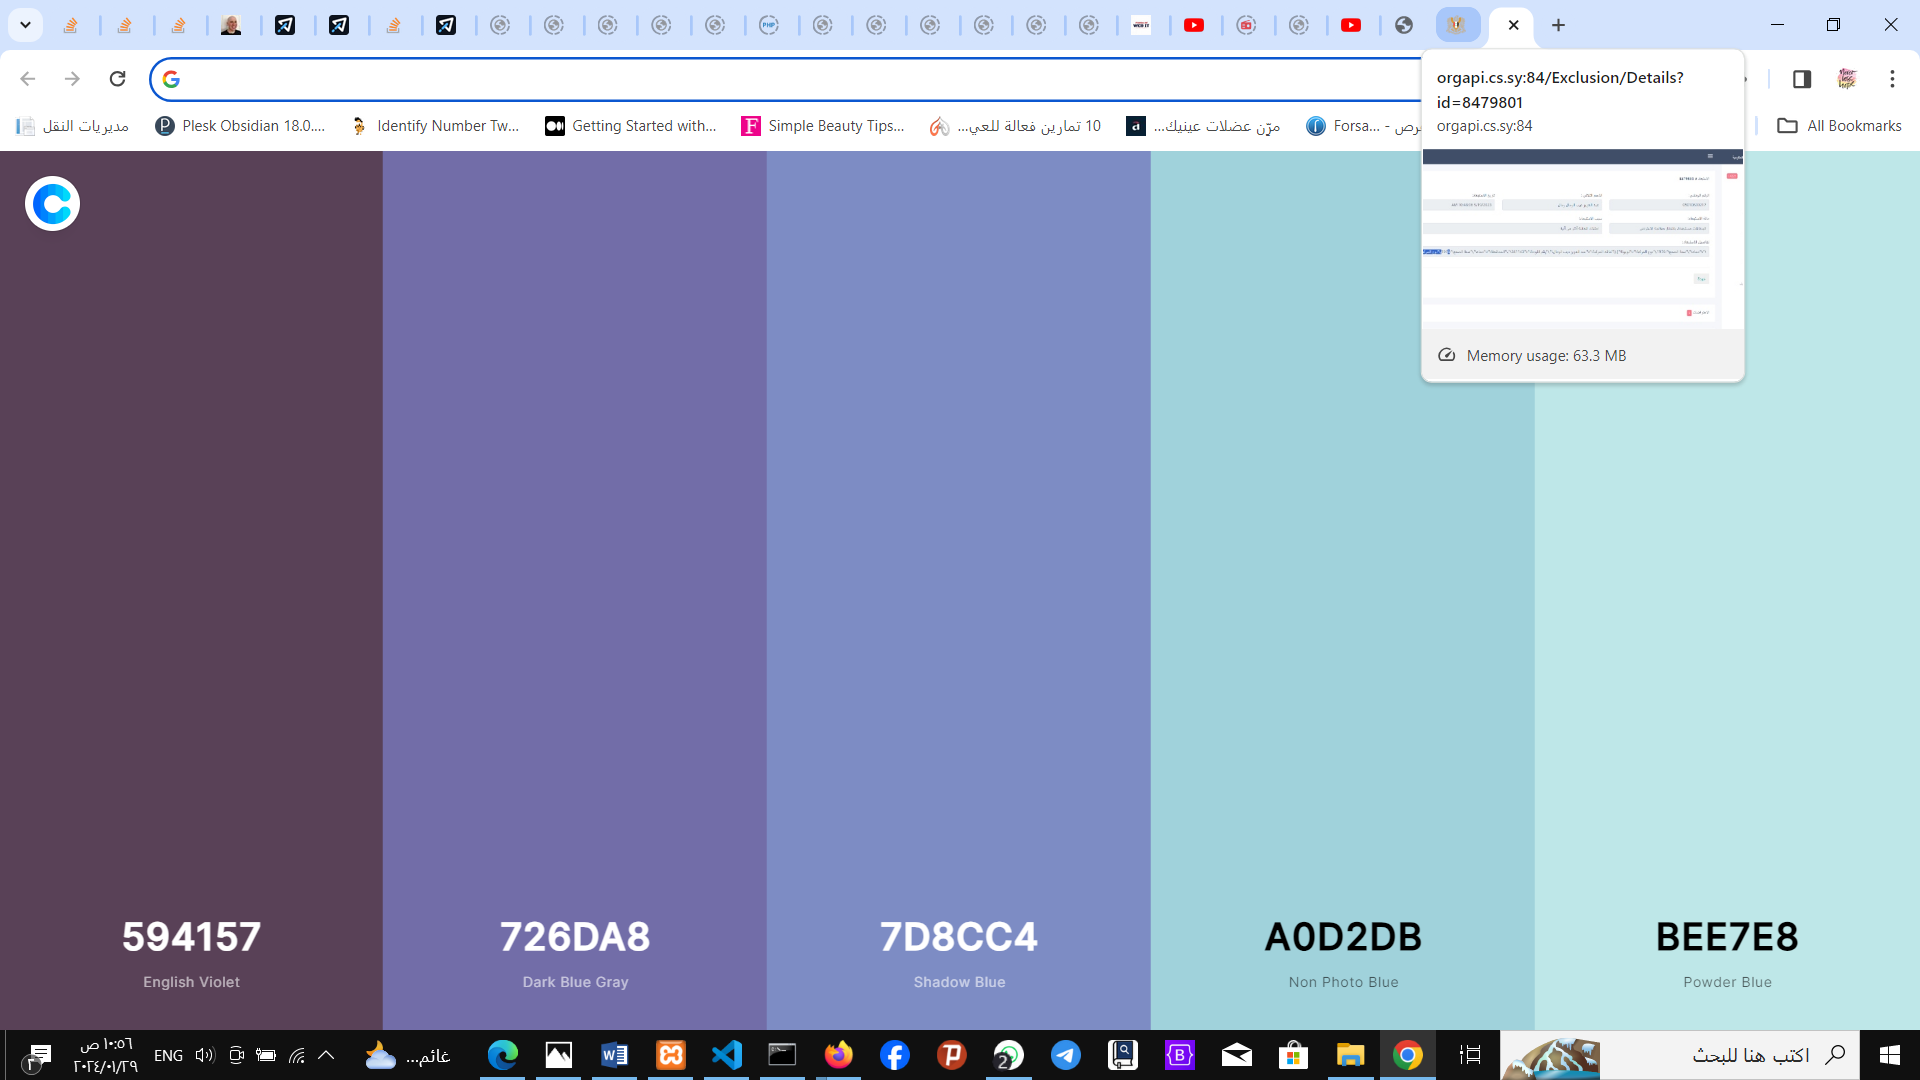 orgapi.cs.sy:84/Exclusion/Details?
id=8479801
orgapi.cs.sy:84
Memory usage: 63.3 MB
مديريات النقل
Plesk Obsidian 18.0....
Identify Number Tw...
Getting Started with...
Simple Beauty Tips...
10 تمارين فعالة للعي...
مرّن عضلات عينيك...
Forsa... -
All Bookmarks
594157
English Violet
726DA8
Dark Blue Gray
7D8CC4
Shadow Blue
A0D2DB
Non Photo Blue
BEE7E8
Powder Blue
١٠:٥٦ ص
٢٠٢٤/٠١/٢٩
ENG
غائم...
2
٣
اكتب هنا للبحث